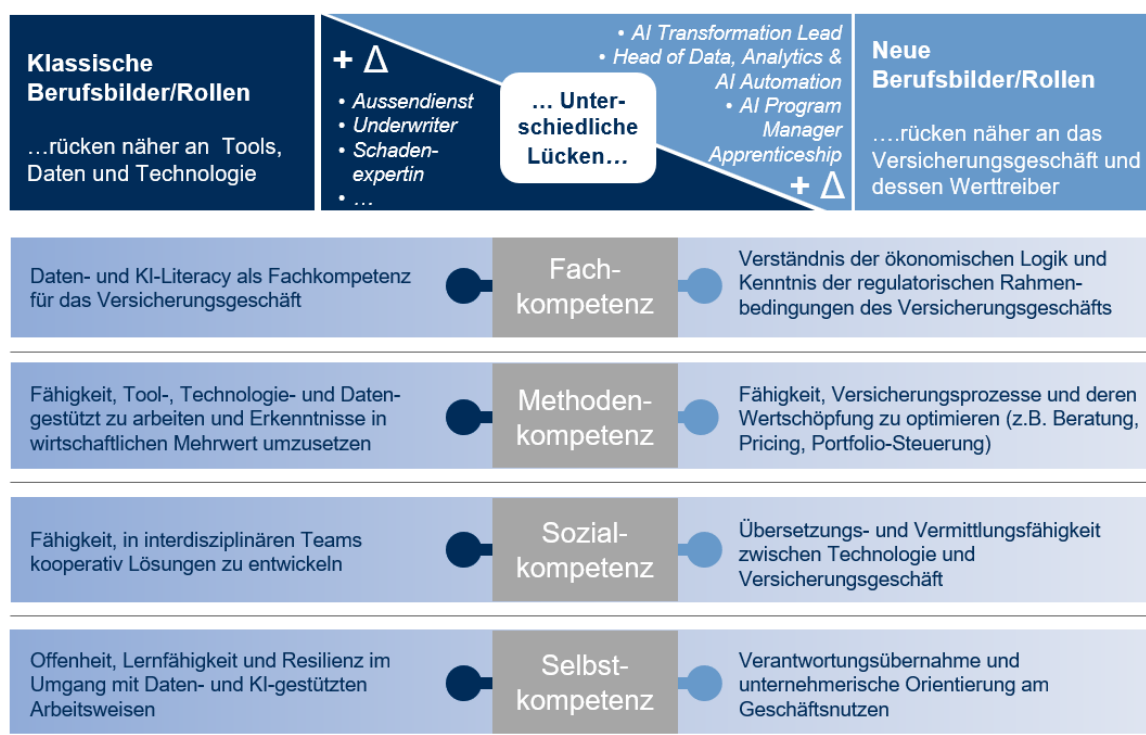 Klassische
Berufsbilder/Rollen
…rücken näher an Tools,
Daten und Technologie
+ Δ
• Aussendienst
• Underwriter
• Schaden-
expertin
• …
… Unter-
schiedliche
Lücken…
• AI Transformation Lead
• Head of Data, Analytics &
AI Automation
• AI Program
Manager
Apprenticeship
+ Δ
Neue
Berufsbilder/Rollen
….rücken näher an das
Versicherungsgeschäft und
dessen Werttreiber
Daten- und KI-Literacy als Fachkompetenz
für das Versicherungsgeschäft
Fach-
kompetenz
Verständnis der ökonomischen Logik und
Kenntnis der regulatorischen Rahmen-
bedingungen des Versicherungsgeschäfts
Fähigkeit, Tool-, Technologie- und Daten-
gestützt zu arbeiten und Erkenntnisse in
wirtschaftlichen Mehrwert umzusetzen
Methoden-
kompetenz
Fähigkeit, Versicherungsprozesse und deren
Wertschöpfung zu optimieren (z.B. Beratung,
Pricing, Portfolio-Steuerung)
Fähigkeit, in interdisziplinären Teams
kooperativ Lösungen zu entwickeln
Sozial-
kompetenz
Übersetzungs- und Vermittlungsfähigkeit
zwischen Technologie und
Versicherungsgeschäft
Offenheit, Lernfähigkeit und Resilienz im
Umgang mit Daten- und KI-gestützten
Arbeitsweisen
Selbst-
kompetenz
Verantwortungsübernahme und
unternehmerische Orientierung am
Geschäftsnutzen